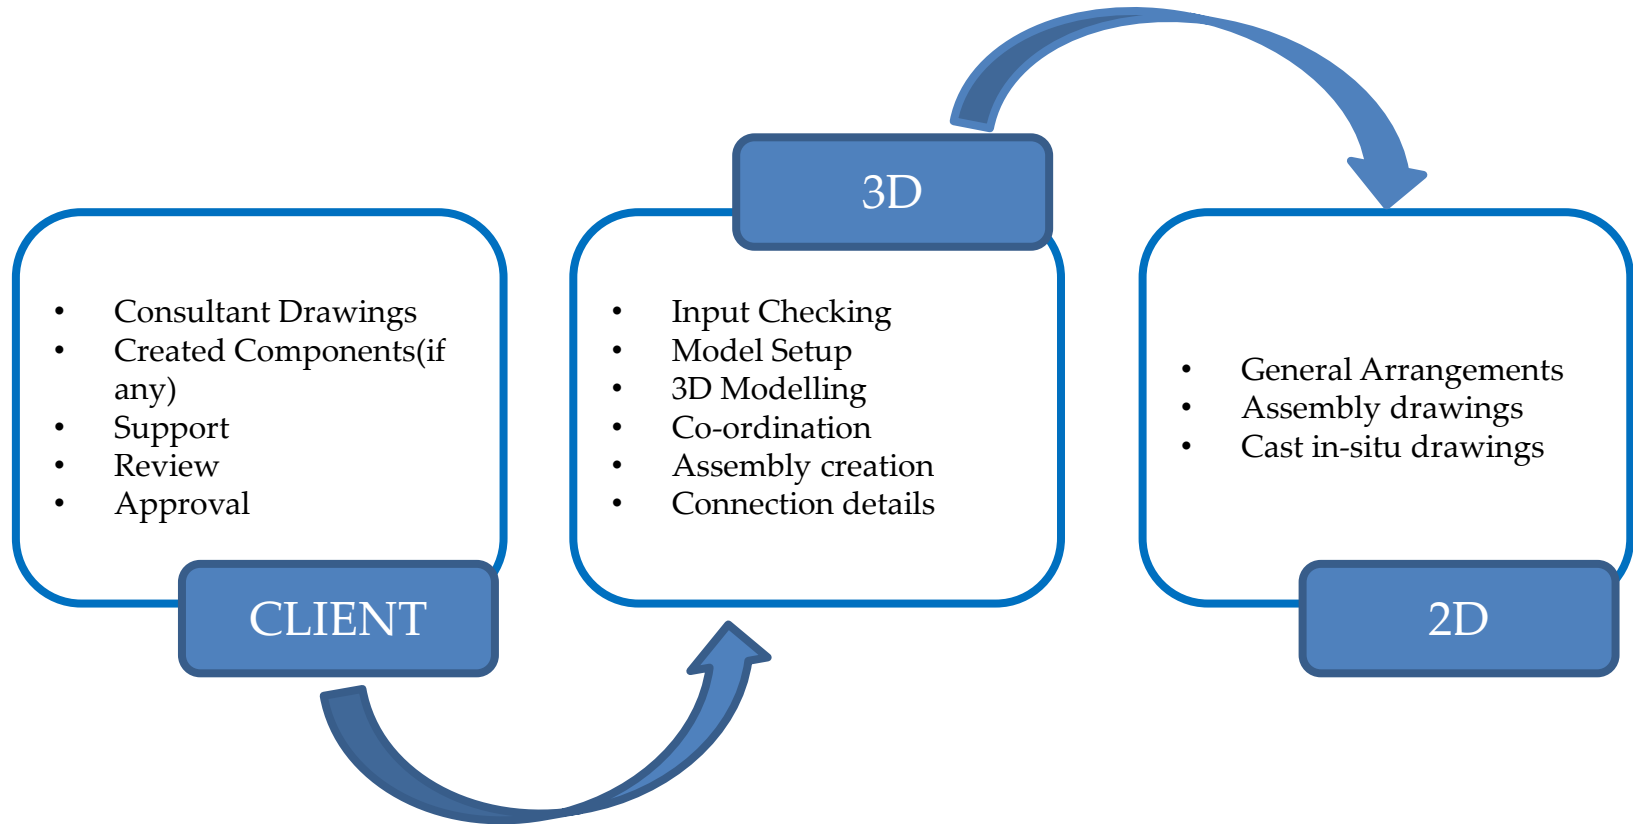 • Consultant Drawings
• Created Components(if
any)
• Support
• Review
• Approval
CLIENT
3D
• Input Checking
• Model Setup
• 3D Modelling
• Co-ordination
• Assembly creation
• Connection details
• General Arrangements
• Assembly drawings
• Cast in-situ drawings
2D